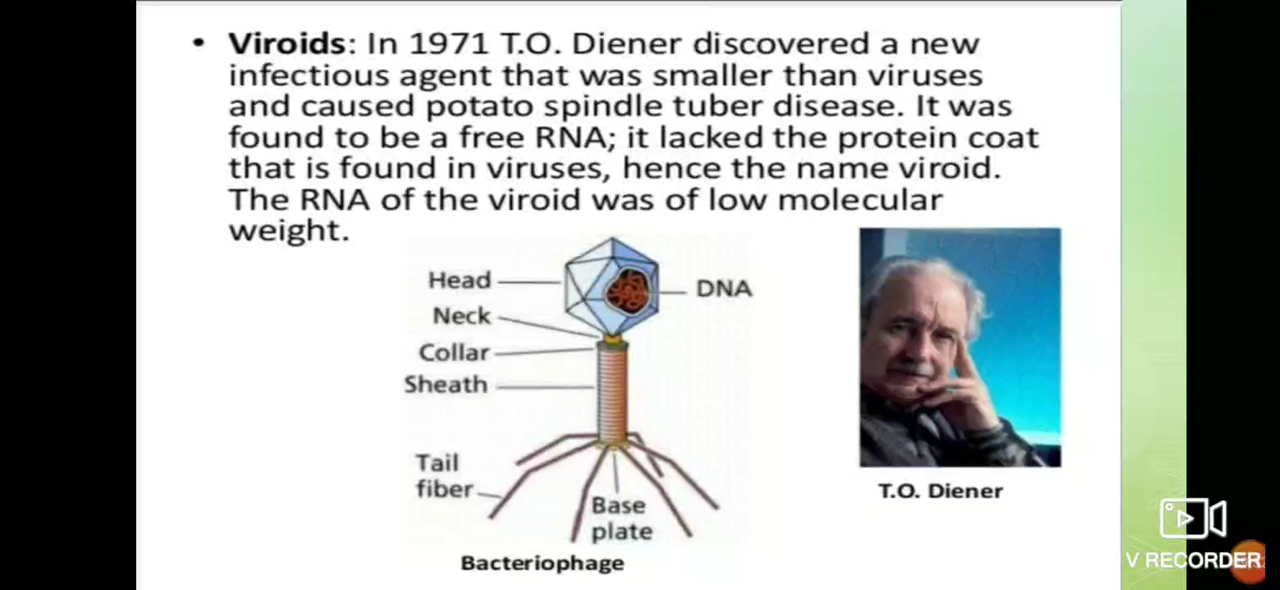 • Viroids: In 1971 T.O. Diener discovered a new
infectious agent that was smaller than viruses
and caused potato spindle tuber disease. It was
found to be a free RNA; it lacked the protein coat
that is found in viruses, hence the name viroid.
The RNA of the viroid was of low molecular
weight.
Head
DNA
Neck
Collar
Sheath
Tail
fiber
Base
plate
Bacteriophage
T.O. Diener
V RECORDER